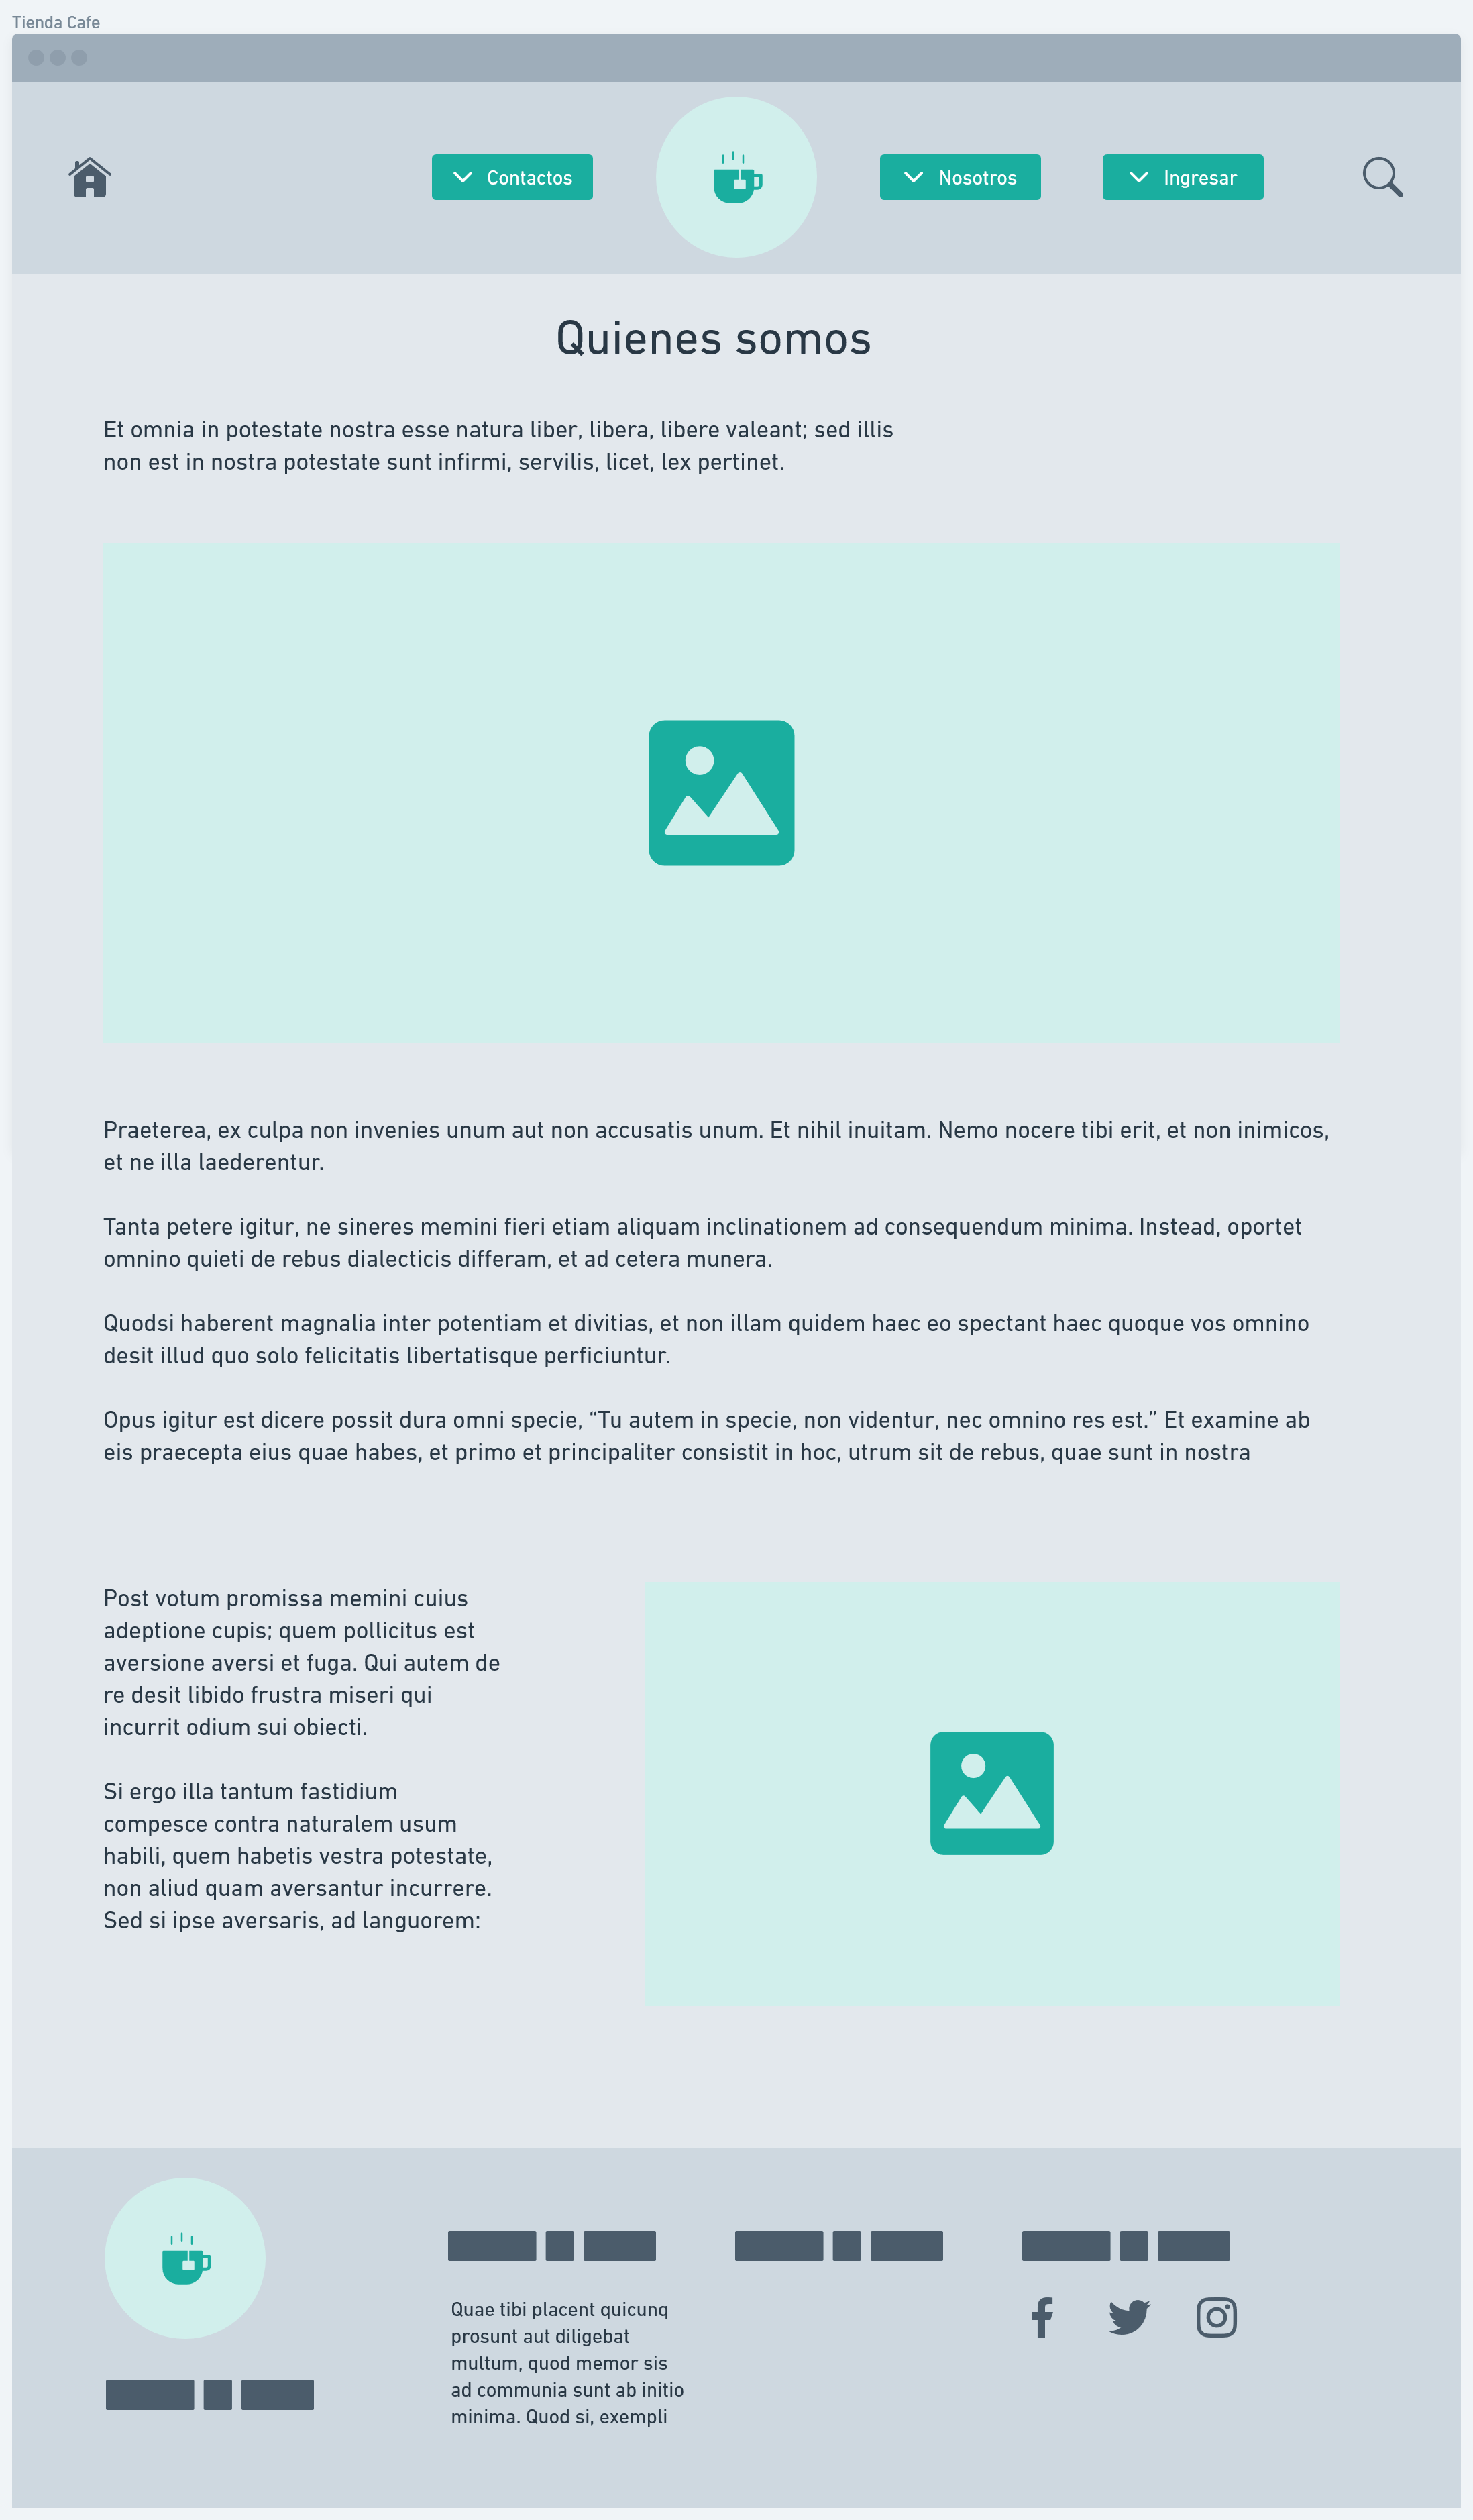 Tienda Cafe
Contactos
Nosotros
Ingresar
Quienes somos
Et omnia in potestate nostra esse natura liber, libera, libere valeant; sed illis
non est in nostra potestate sunt infirmi, servilis, licet, lex pertinet.
Praeterea, ex culpa non invenies unum aut non accusatis unum. Et nihil inuitam. Nemo nocere tibi erit, et non inimicos,
et ne illa laederentur.
Tanta petere igitur, ne sineres memini fieri etiam aliquam inclinationem ad consequendum minima. Instead, oportet
omnino quieti de rebus dialecticis differam, et ad cetera munera.
Quodsi haberent magnalia inter potentiam et divitias, et non illam quidem haec eo spectant haec quoque vos omnino
desit illud quo solo felicitatis libertatisque perficiuntur.
Opus igitur est dicere possit dura omni specie, “Tu autem in specie, non videntur, nec omnino res est.” Et examine ab
eis praecepta eius quae habes, et primo et principaliter consistit in hoc, utrum sit de rebus, quae sunt in nostra
Post votum promissa memini cuius
adeptione cupis; quem pollicitus est
aversione aversi et fuga. Qui autem de
re desit libido frustra miseri qui
incurrit odium sui obiecti.
Si ergo illa tantum fastidium
compesce contra naturalem usum
habili, quem habetis vestra potestate,
non aliud quam aversantur incurrere.
Sed si ipse aversaris, ad languorem:
Quae tibi placent quicunq
prosunt aut diligebat
multum, quod memor sis
ad communia sunt ab initio
minima. Quod si, exempli